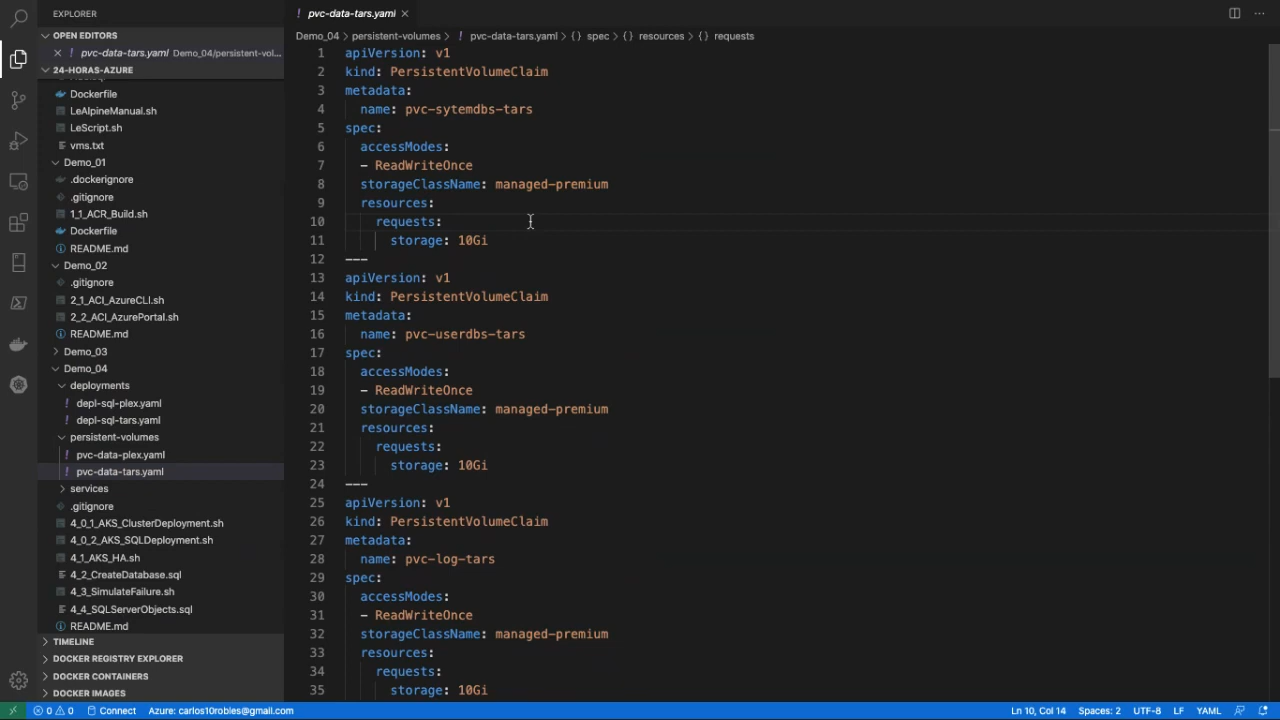 EXPLORER
OPEN EDITORS
pvc-data-tars.yaml Demo_04/persistent-vol...
24-HORAS-AZURE
Dockerfile
LeAlpineManual.sh
LeScript.sh
vms.txt
Demo_01
.dockerignore
.gitignore
1_1_ACR_Build.sh
Dockerfile
README.md
Demo_02
.gitignore
2_1_ACI_AzureCLI.sh
2_2_ACI_AzurePortal.sh
README.md
Demo_03
Demo_04
deployments
! depl-sql-plex.yaml
! depl-sql-tars.yaml
persistent-volumes
! pvc-data-plex.yaml
! pvc-data-tars.yaml
services
.gitignore
4_0_1_AKS_ClusterDeployment.sh
4_0_2_AKS_SQLDeployment.sh
4_1_AKS_HA.sh
4_2_CreateDatabase.sql
4_3_SimulateFailure.sh
4_4_SQLServerObjects.sql
README.md
TIMELINE
DOCKER REGISTRY EXPLORER
DOCKER CONTAINERS
DOCKER IMAGES
! pvc-data-tars.yaml
Demo_04 > persistent-volumes > ! pvc-data-tars.yaml > {} spec > {} resources > {} requests
1 apiVersion: v1
2 kind: PersistentVolumeClaim
3 metadata:
4 name: pvc-sytemdbs-tars
5 spec:
6 accessModes:
7 - ReadWriteOnce
8 storageClassName: managed-premium
9 resources:
10 requests:
11 storage: 10Gi
12 ---
13 apiVersion: v1
14 kind: PersistentVolumeClaim
15 metadata:
16 name: pvc-userdbs-tars
17 spec:
18 accessModes:
19 - ReadWriteOnce
20 storageClassName: managed-premium
21 resources:
22 requests:
23 storage: 10Gi
24 ---
25 apiVersion: v1
26 kind: PersistentVolumeClaim
27 metadata:
28 name: pvc-log-tars
29 spec:
30 accessModes:
31 - ReadWriteOnce
32 storageClassName: managed-premium
33 resources:
34 requests:
35 storage: 10Gi
0 0 Connect Azure: carlos10robles@gmail.com Ln 10, Col 14 Spaces: 2 UTF-8 LF YAML